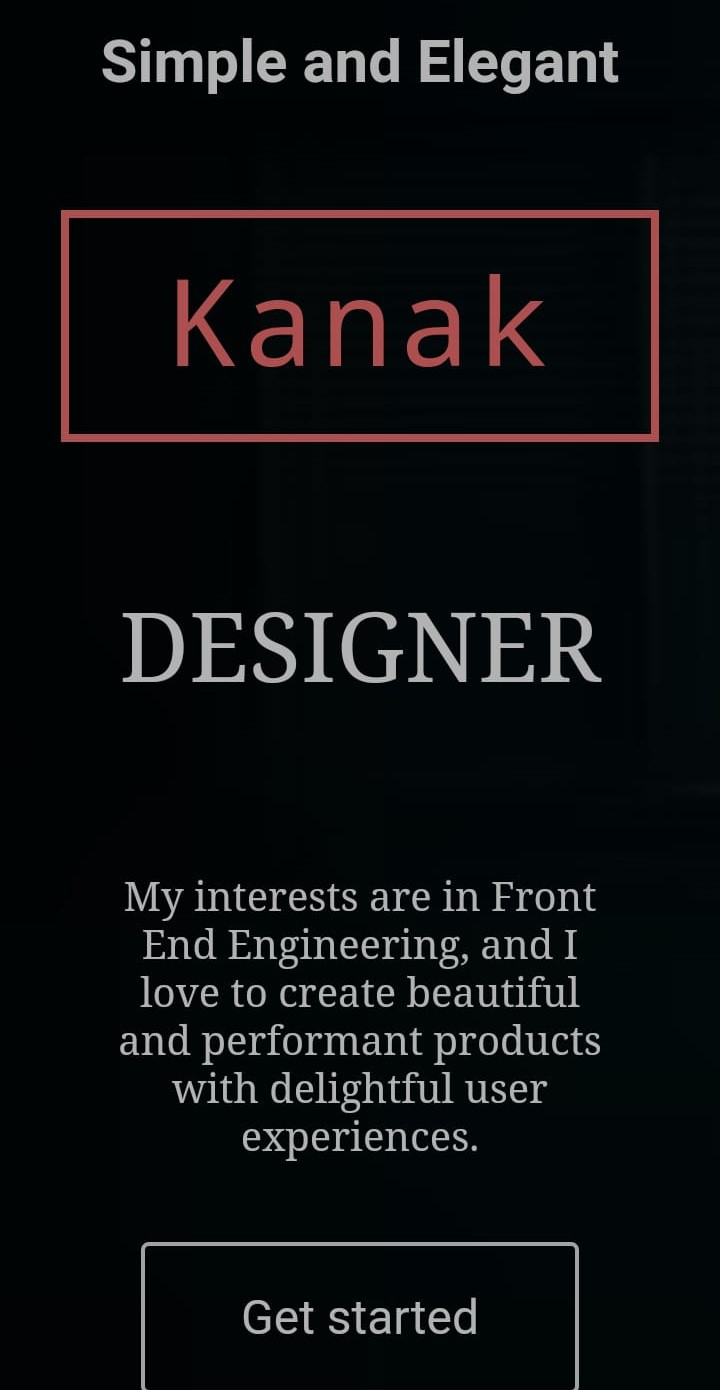 Simple and Elegant
Kanak
DESIGNER
My interests are in Front
End Engineering, and I
love to create beautiful
and performant products
with delightful user
experiences.
Get started